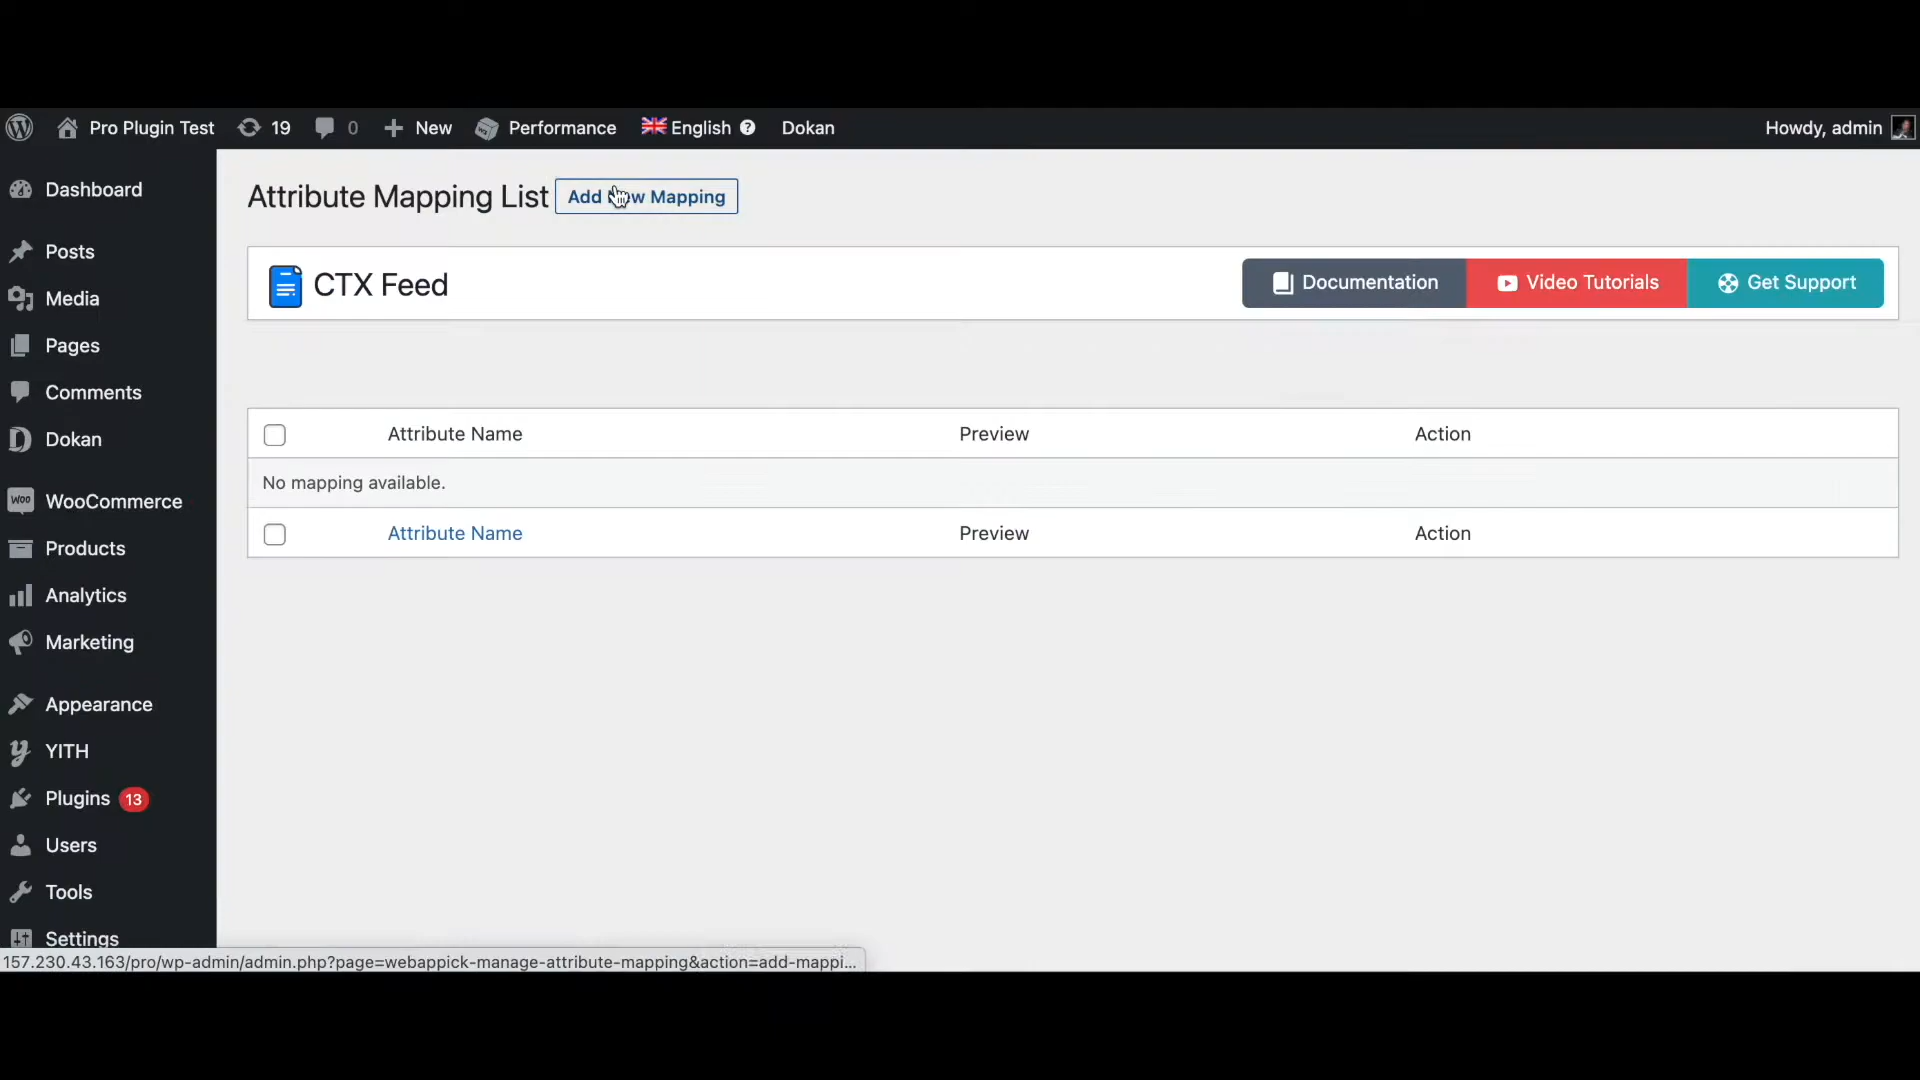 Pro Plugin Test 19 0 New Performance English Dokan Howdy, admin
Dashboard
Posts
Media
Pages
Comments
Dokan
WooCommerce
Products
Analytics
Marketing
Appearance
YITH
Plugins 13
Users
Tools
Settings
Attribute Mapping List Add New Mapping
CTX Feed Documentation Video Tutorials Get Support
Attribute Name Preview Action
No mapping available.
Attribute Name Preview Action
157.230.43.163/pro/wp-admin/admin.php?page=webappick-manage-attribute-mapping&action=add-mappi...